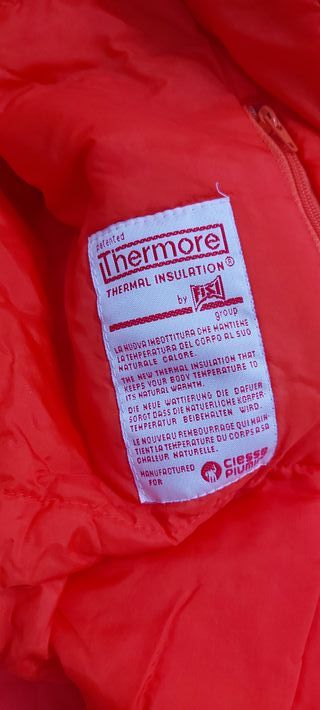 patented
Thermore
THERMAL INSULATION®
by FISI
group
LA NUOVA IMBOTTITURA CHE MANTIENE
LA TEMPERATURA DEL CORPO AL SUO
NATURALE CALORE.
THE NEW THERMAL INSULATION THAT
KEEPS YOUR BODY TEMPERATURE TO
ITS NATURAL WARMTH.
DIE NEUE WATTIERUNG DIE DAFUER
SORGT DASS DIE NATUERLICHE KÖRPER-
TEMPERATUR BEIBEHALTEN WIRD.
LE NOUVEAU REMBOURRAGE QUI MAIN-
TIENT LA TEMPERATURE DU CORPS A SA
CHALEUR NATURELLE.
MANUFACTURED
FOR
ciesse
piumini